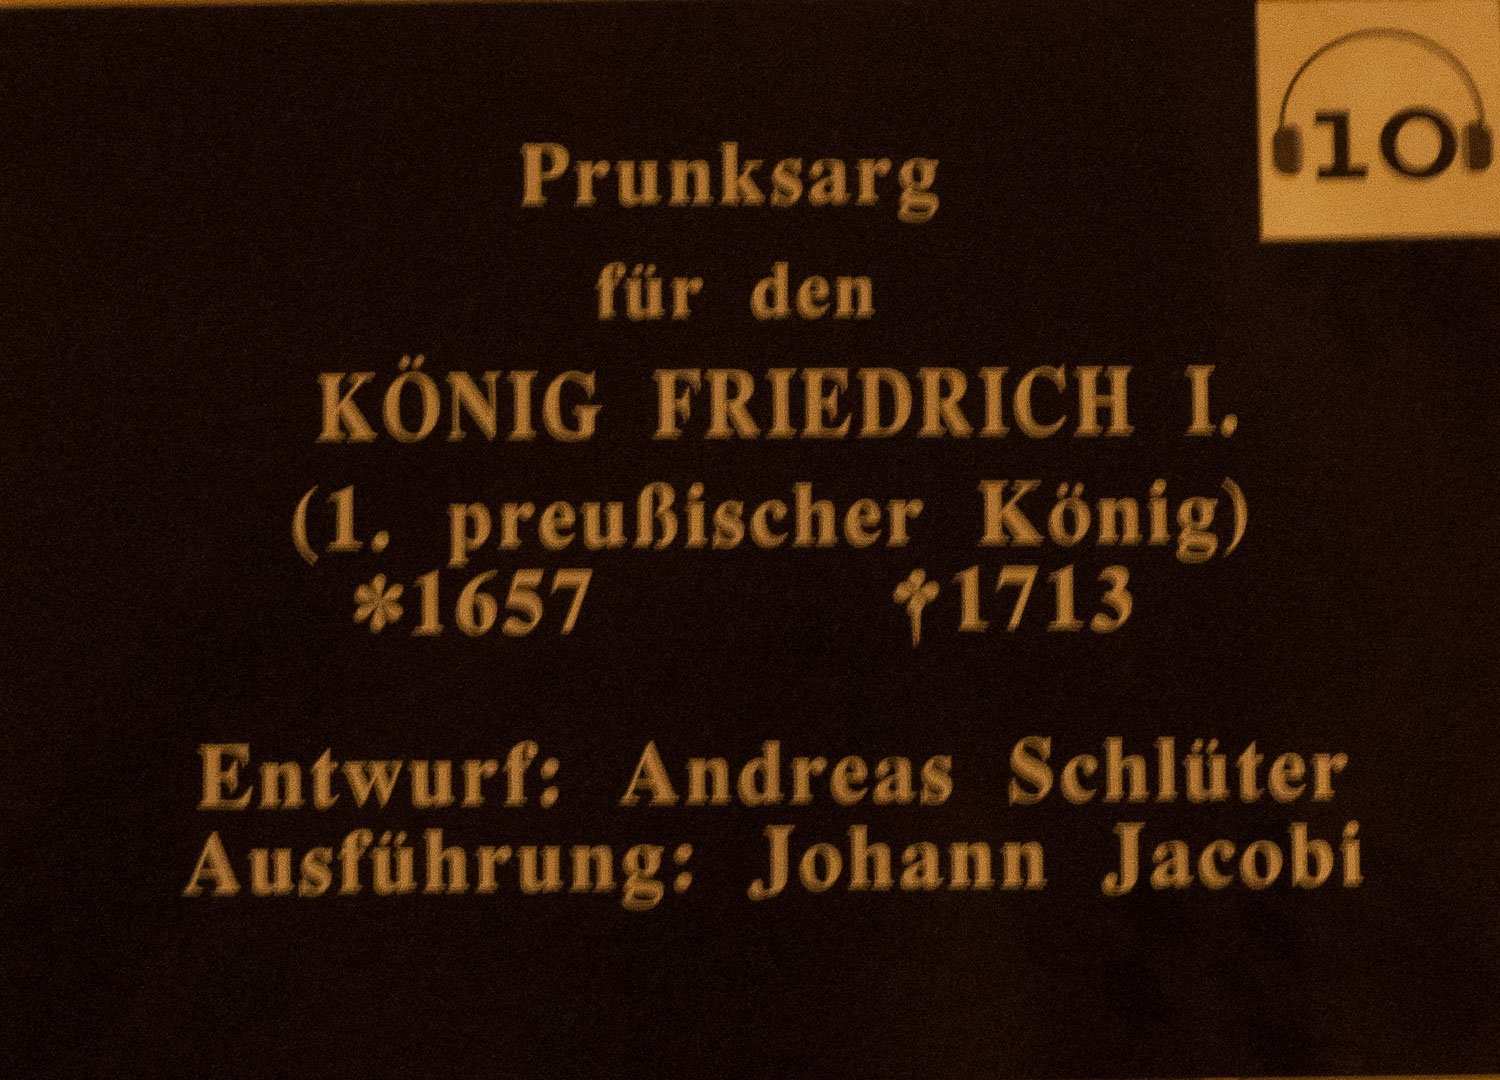 10
Prunksarg
für den
KÖNIG FRIEDRICH I.
(1. preußischer König)
*1657 †1713
Entwurf: Andreas Schlüter
Ausführung: Johann Jacobi